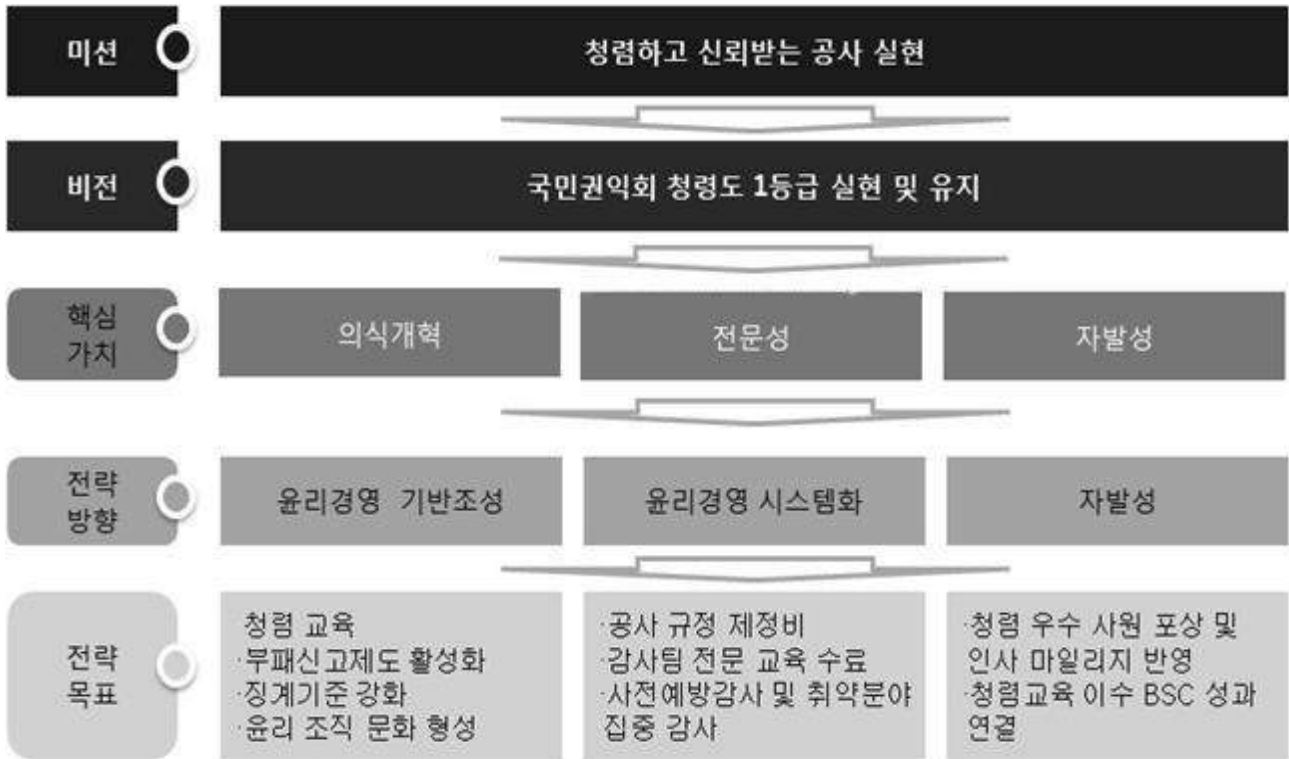 미션
청렴하고 신뢰받는 공사 실현
비전
국민권익회 청령도 1등급 실현 및 유지
핵심
가치
의식개혁
전문성
자발성
전략
방향
윤리경영 기반조성
윤리경영 시스템화
자발성
전략
목표
청렴 교육
·부패신고제도 활성화
·징계기준 강화
·윤리 조직 문화 형성
·공사 규정 제정비
·감사팀 전문 교육 수료
·사전예방감사 및 취약분야
집중 감사
·청렴 우수 사원 포상 및
인사 마일리지 반영
·청렴교육 이수 BSC 성과
연결